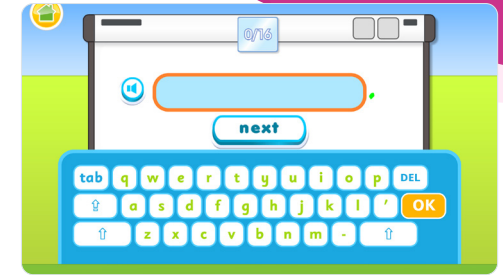 0/16
.
next
tab q w e r t y u i o p DEL
a s d f g h j k l ' OK
z x c v b n m -